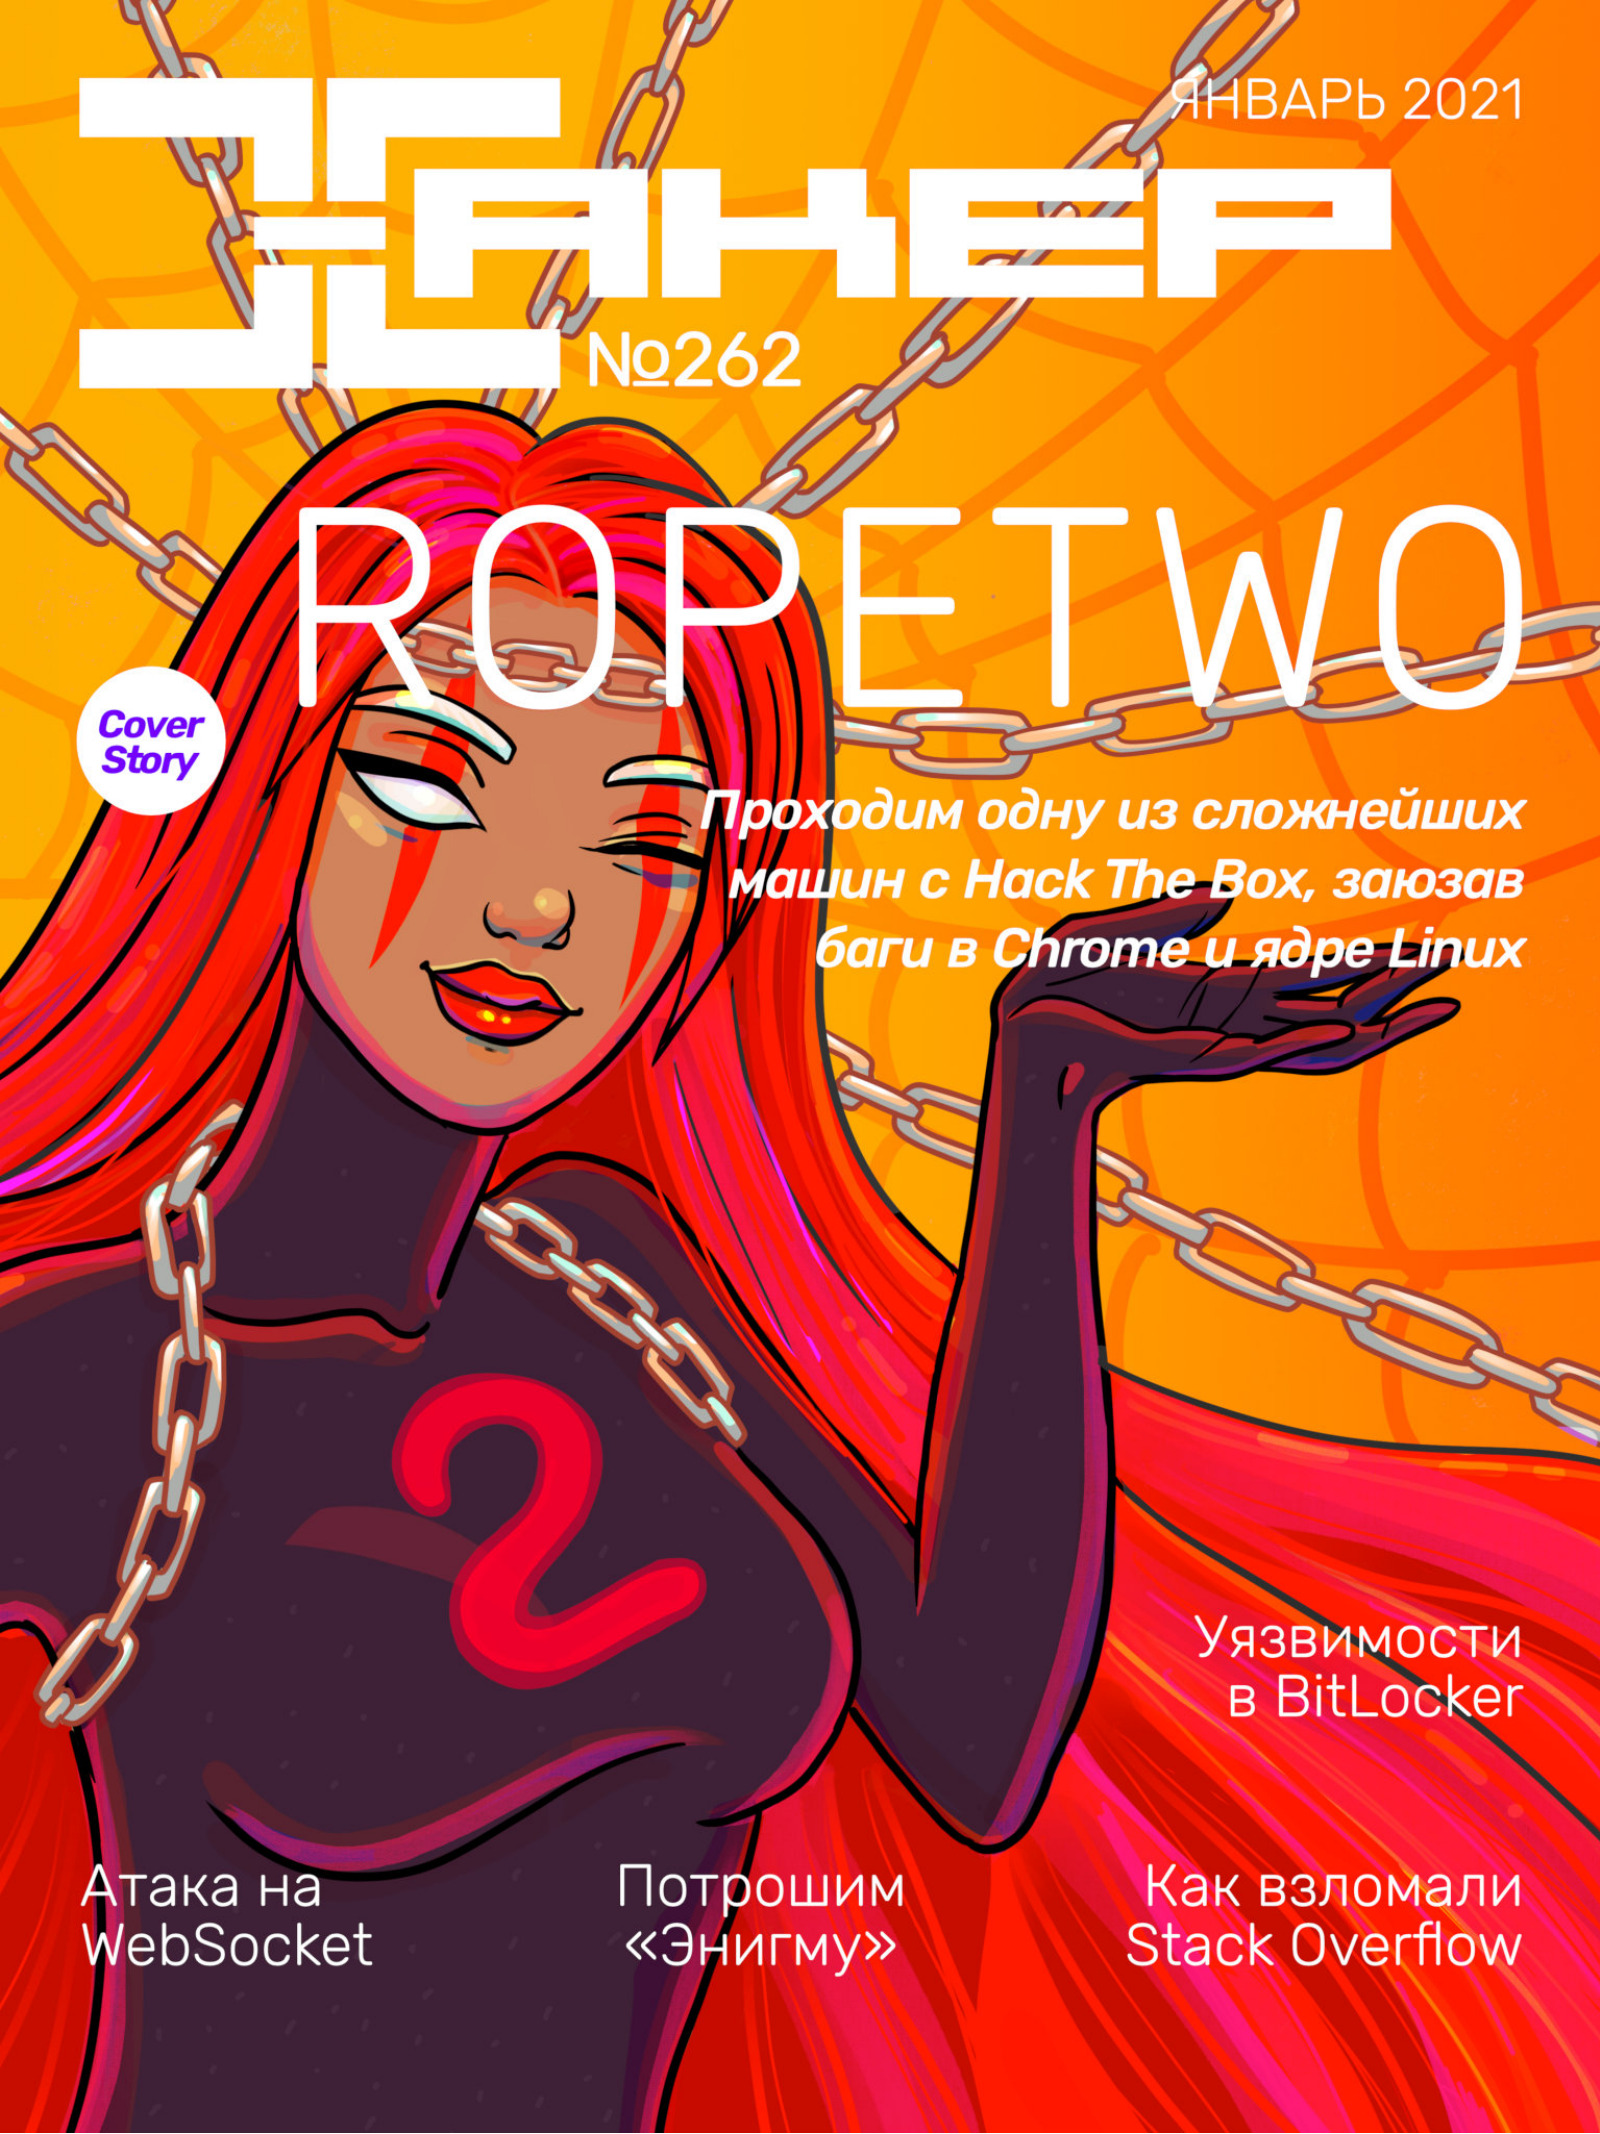 ЯНВАРЬ 2021
ХАКЕР
№262
ROPETWO
Cover
Story
Проходим одну из сложнейших
машин с Hack The Box, заюзав
баги в Chrome и ядре Linux
2
Уязвимости
в BitLocker
Атака на
WebSocket
Потрошим
«Энигму»
Как взломали
Stack Overflow